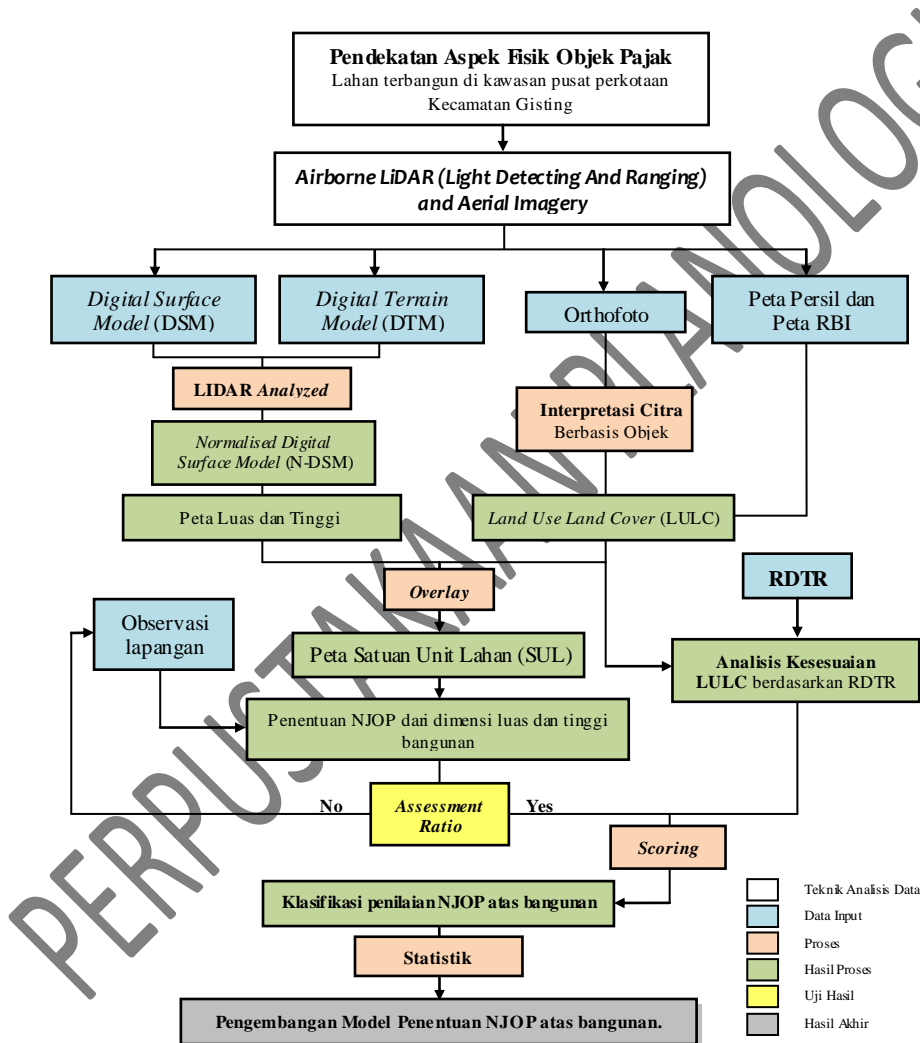 Pendekatan Aspek Fisik Objek Pajak
Lahan terbangun di kawasan pusat perkotaan
Kecamatan Gisting
Airborne LiDAR (Light Detecting And Ranging)
and Aerial Imagery
Digital Surface
Model (DSM)
Digital Terrain
Model (DTM)
Orthofoto
Peta Persil dan
Peta RBI
LIDAR Analyzed
Interpretasi Citra
Berbasis Objek
Normalised Digital
Surface Model (N-DSM)
Peta Luas dan Tinggi
Land Use Land Cover (LULC)
Overlay
RDTR
Observasi
lapangan
Peta Satuan Unit Lahan (SUL)
Analisis Kesesuaian
LULC berdasarkan RDTR
Penentuan NJOP dari dimensi luas dan tinggi
bangunan
No
Assessment
Ratio
Yes
Scoring
Klasifikasi penilaian NJOP atas bangunan
Statistik
Pengembangan Model Penentuan NJOP atas bangunan.
Teknik Analisis Data
Data Input
Proses
Hasil Proses
Uji Hasil
Hasil Akhir